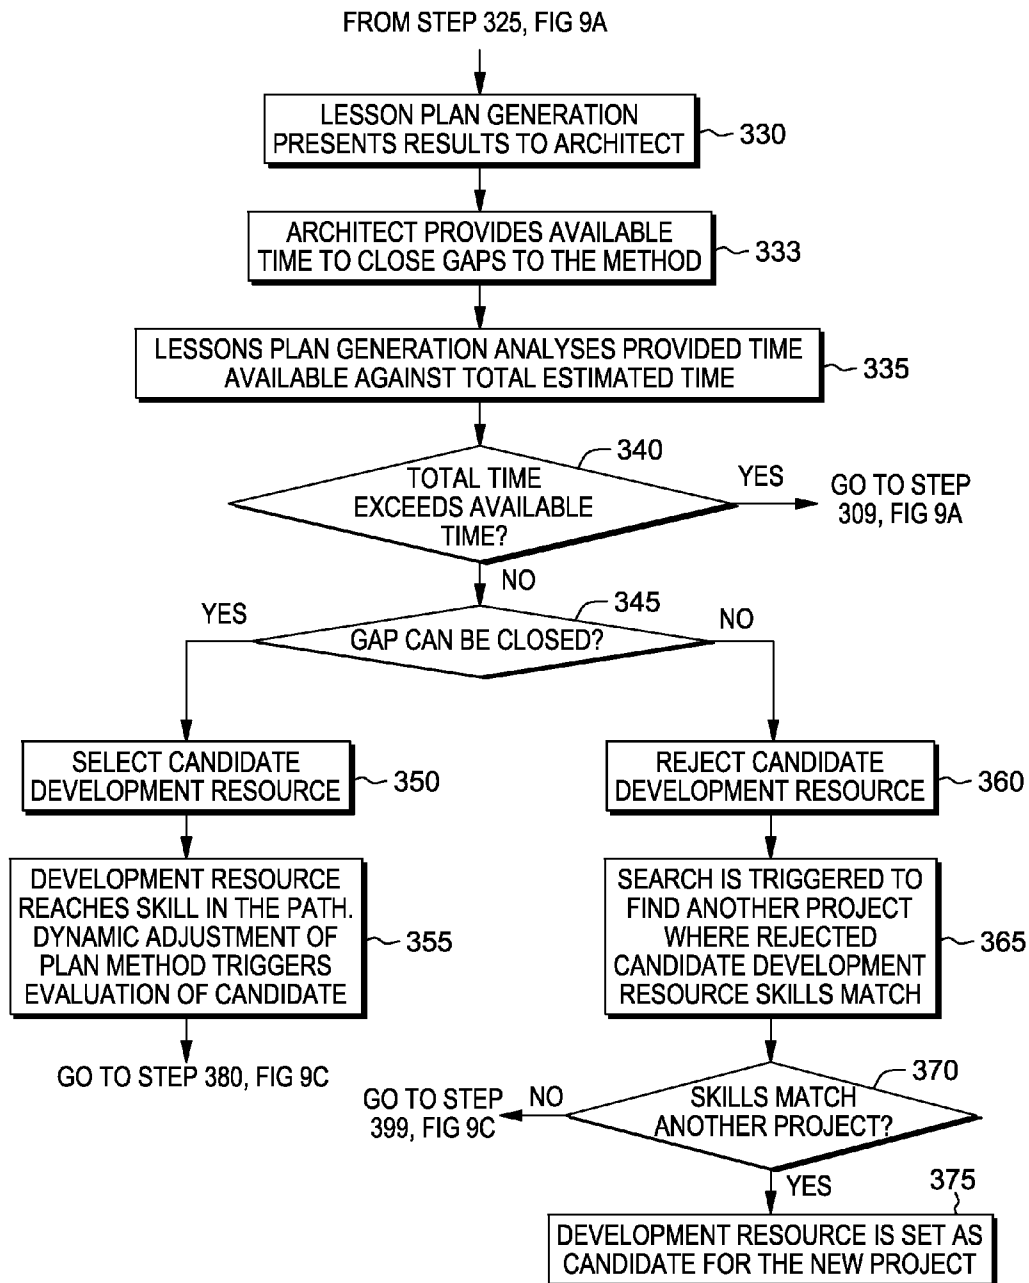 FROM STEP 325, FIG 9A
LESSON PLAN GENERATION
PRESENTS RESULTS TO ARCHITECT
330
ARCHITECT PROVIDES AVAILABLE
TIME TO CLOSE GAPS TO THE METHOD
333
LESSONS PLAN GENERATION ANALYSES PROVIDED TIME
AVAILABLE AGAINST TOTAL ESTIMATED TIME
335
340
TOTAL TIME
EXCEEDS AVAILABLE
TIME?
YES
GO TO STEP
309, FIG 9A
NO
345
GAP CAN BE CLOSED?
YES
NO
SELECT CANDIDATE
DEVELOPMENT RESOURCE
350
DEVELOPMENT RESOURCE
REACHES SKILL IN THE PATH.
DYNAMIC ADJUSTMENT OF
PLAN METHOD TRIGGERS
EVALUATION OF CANDIDATE
355
GO TO STEP 380, FIG 9C
REJECT CANDIDATE
DEVELOPMENT RESOURCE
360
SEARCH IS TRIGGERED TO
FIND ANOTHER PROJECT
WHERE REJECTED
CANDIDATE DEVELOPMENT
RESOURCE SKILLS MATCH
365
370
SKILLS MATCH
ANOTHER PROJECT?
NO
GO TO STEP
399, FIG 9C
YES
375
DEVELOPMENT RESOURCE IS SET AS
CANDIDATE FOR THE NEW PROJECT